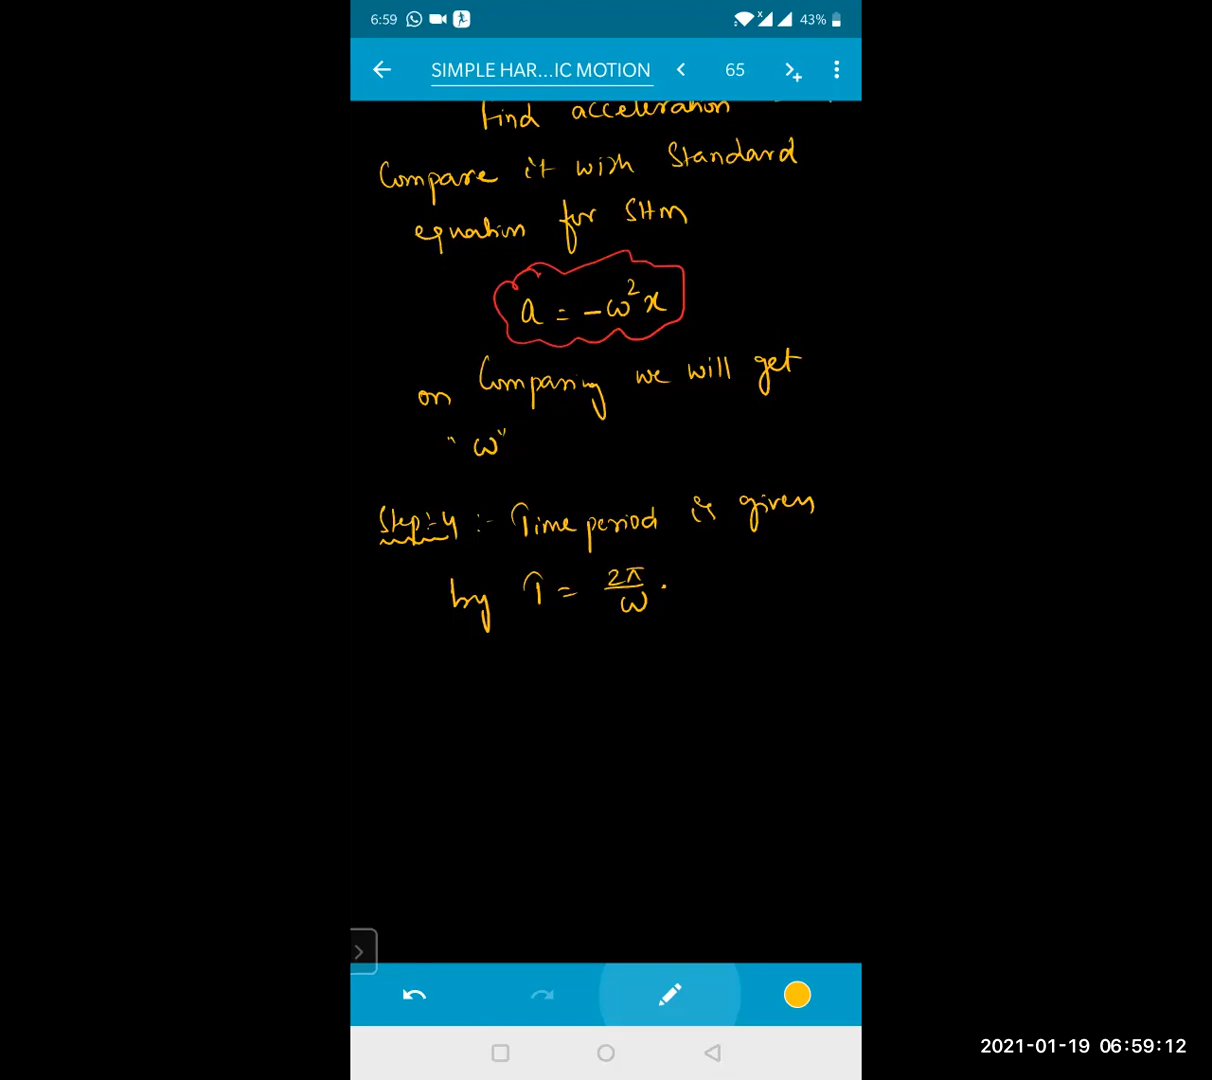 6:59 43%
SIMPLE HAR...IC MOTION 65
find acceleration
Compare it with Standard
equation for SHM
a = -ω²x
on Comparing we will get
"ω"
Step:-4 :- Time period is given
by T = 2π/ω .
2021-01-19 06:59:12